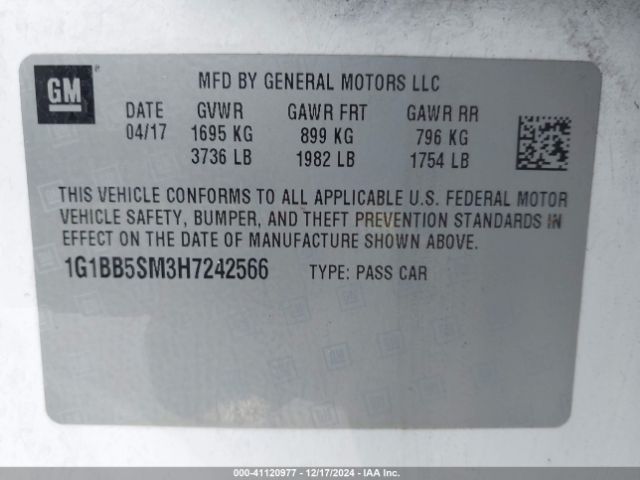 GM
MFD BY GENERAL MOTORS LLC
DATE GVWR GAWR FRT GAWR RR
04/17 1695 KG 899 KG 796 KG
3736 LB 1982 LB 1754 LB
THIS VEHICLE CONFORMS TO ALL APPLICABLE U.S. FEDERAL MOTOR
VEHICLE SAFETY, BUMPER, AND THEFT PREVENTION STANDARDS IN
EFFECT ON THE DATE OF MANUFACTURE SHOWN ABOVE.
1G1BB5SM3H7242566 TYPE: PASS CAR
000-41120977 - 12/17/2024 - IAAI.COM